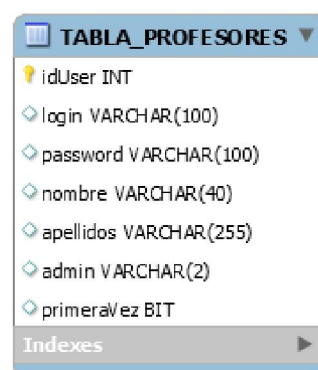 TABLA_PROFESORES
idUser INT
login VARCHAR(100)
password VARCHAR(100)
nombre VARCHAR(40)
apellidos VARCHAR(255)
admin VARCHAR(2)
primeraVez BIT
Indexes